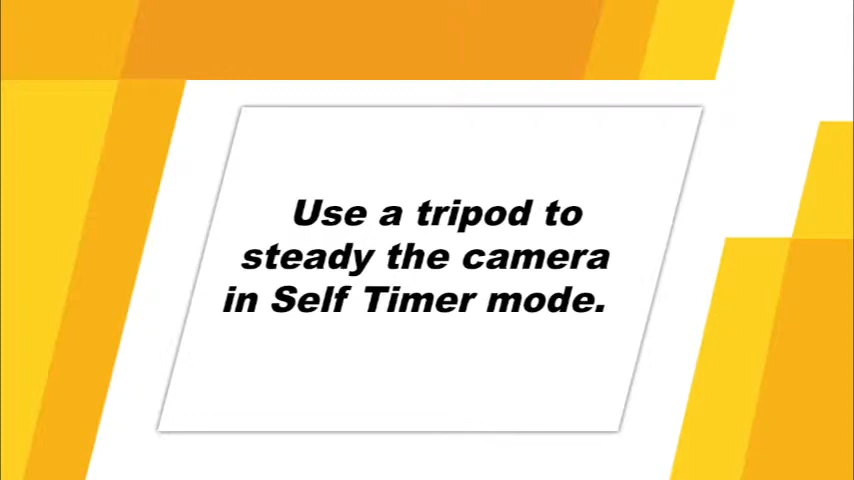 Use a tripod to
steady the camera
in Self Timer mode.